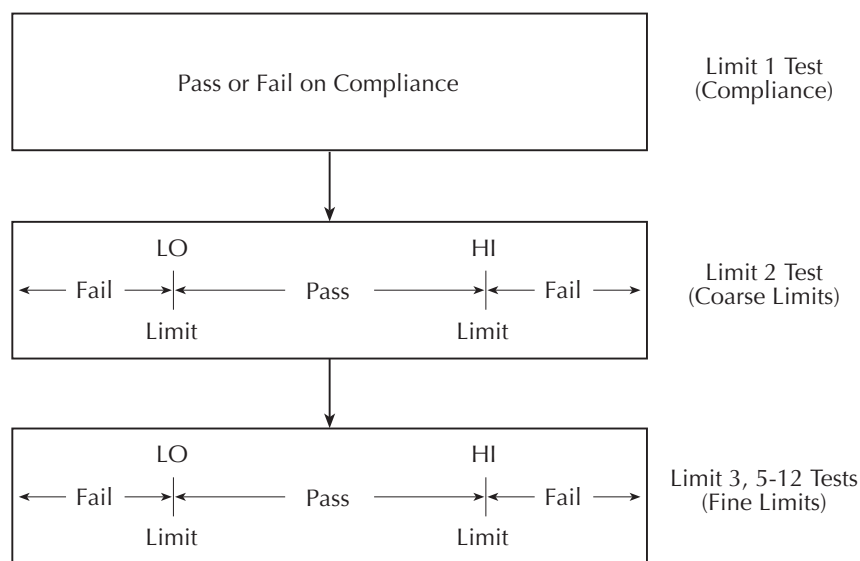 Pass or Fail on Compliance
Limit 1 Test
(Compliance)
LO HI
Fail Pass Fail
Limit Limit
Limit 2 Test
(Coarse Limits)
LO HI
Fail Pass Fail
Limit Limit
Limit 3, 5-12 Tests
(Fine Limits)